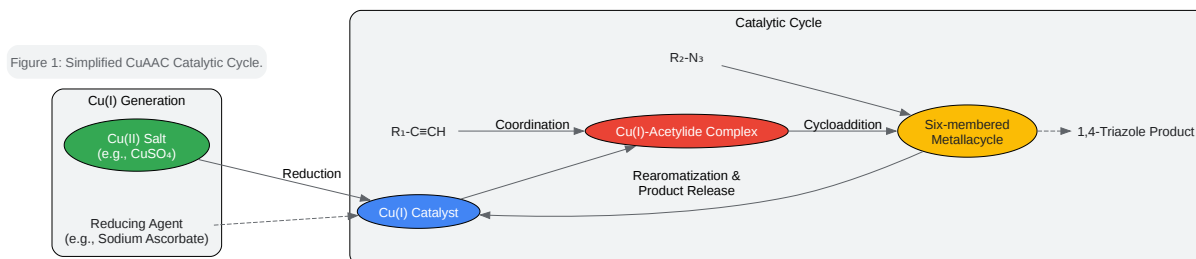 Figure 1: Simplified CuAAC Catalytic Cycle.
Cu(I) Generation
Cu(II) Salt
(e.g., CuSO₄)
Reducing Agent
(e.g., Sodium Ascorbate)
Reduction
Catalytic Cycle
R₂-N₃
R₁-C≡CH
Coordination
Cu(I)-Acetylide Complex
Cycloaddition
Six-membered
Metallacycle
1,4-Triazole Product
Rearomatization &
Product Release
Cu(I) Catalyst